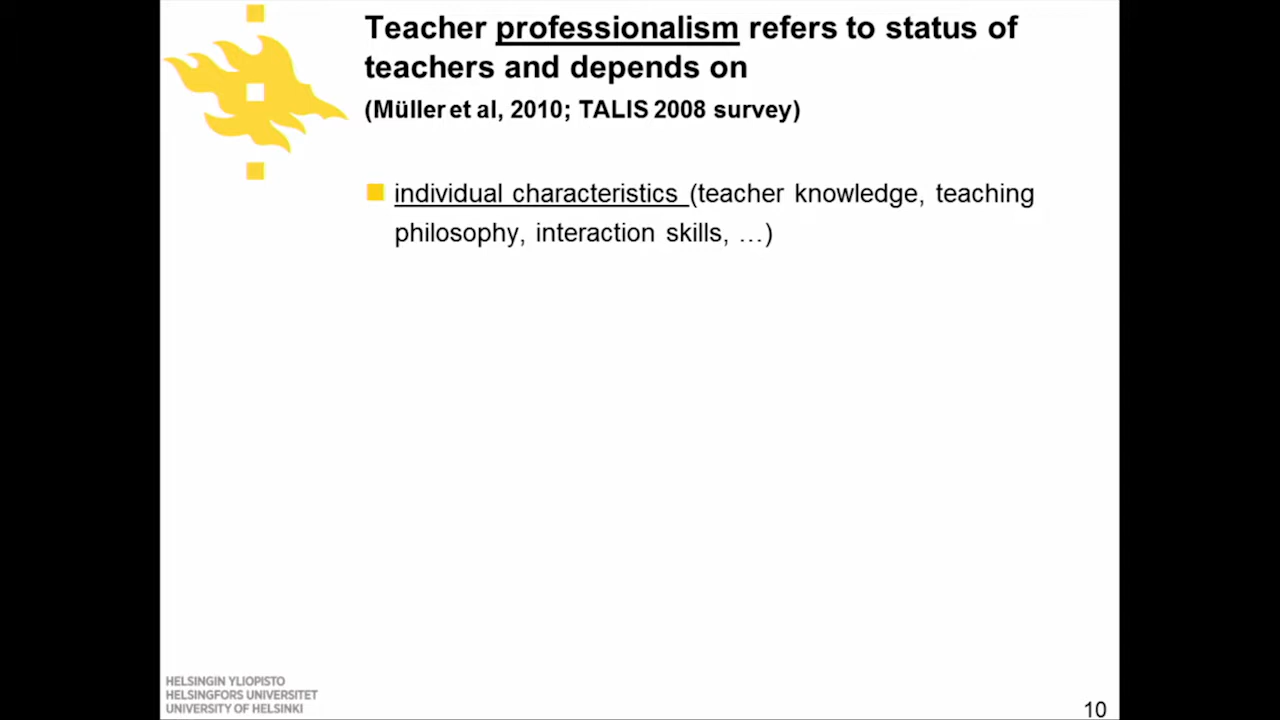 Teacher professionalism refers to status of
teachers and depends on
(Müller et al, 2010; TALIS 2008 survey)
individual characteristics (teacher knowledge, teaching
philosophy, interaction skills, …)
HELSINGIN YLIOPISTO
HELSINGFORS UNIVERSITET
UNIVERSITY OF HELSINKI
10